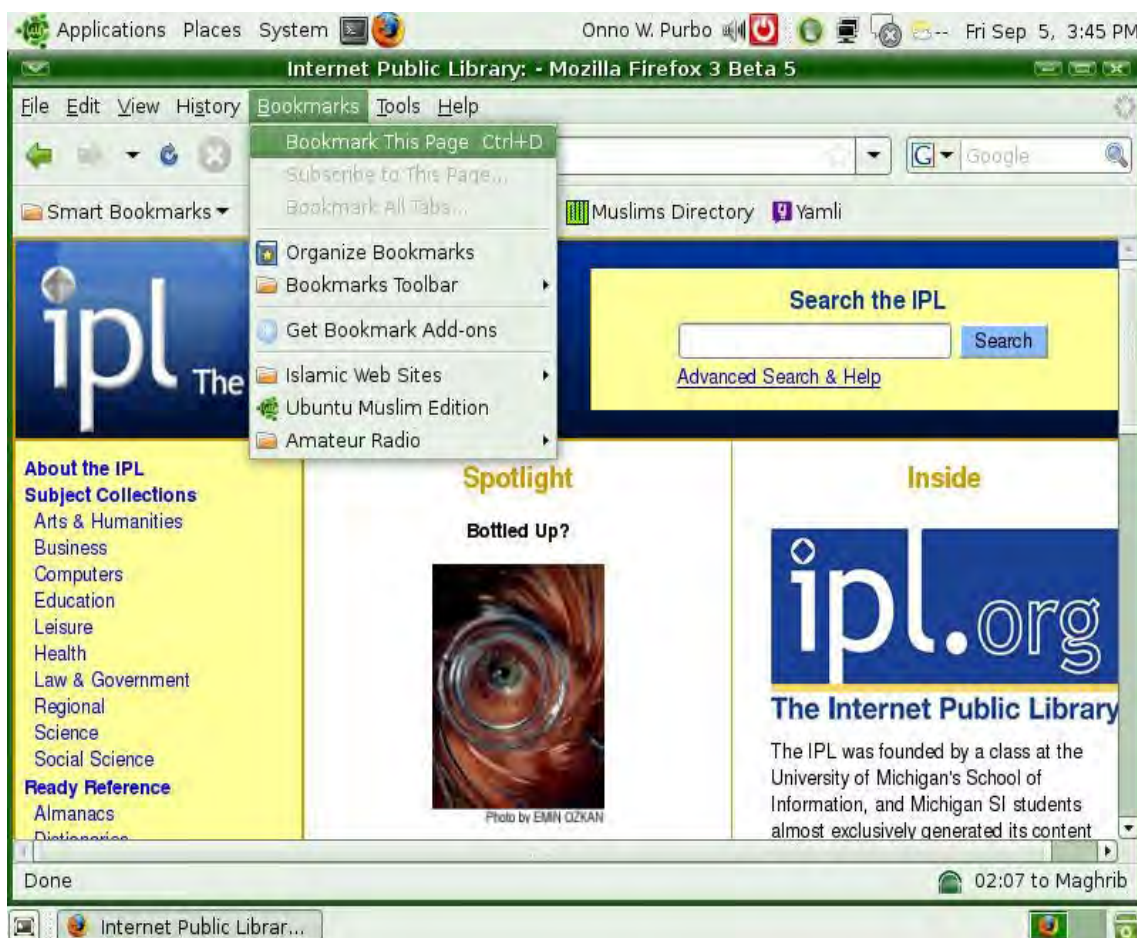 Applications Places System Onno W. Purbo Fri Sep 5, 3:45 PM
Internet Public Library: - Mozilla Firefox 3 Beta 5
File Edit View History Bookmarks Tools Help
Bookmark This Page Ctrl+D
Subscribe to This Page...
Bookmark All Tabs...
Organize Bookmarks
Bookmarks Toolbar
Get Bookmark Add-ons
Islamic Web Sites
Ubuntu Muslim Edition
Amateur Radio
G Google
Smart Bookmarks Muslims Directory Yamli
ipl The
Search the IPL
Search
Advanced Search & Help
About the IPL
Subject Collections
Arts & Humanities
Business
Computers
Education
Leisure
Health
Law & Government
Regional
Science
Social Science
Ready Reference
Almanacs
Dictionaries
Spotlight
Bottled Up?
Photo by EMIN OZKAN
Inside
ipl.org
The Internet Public Library
The IPL was founded by a class at the
University of Michigan's School of
Information, and Michigan SI students
almost exclusively generated its content
Done 02:07 to Maghrib
Internet Public Librar...